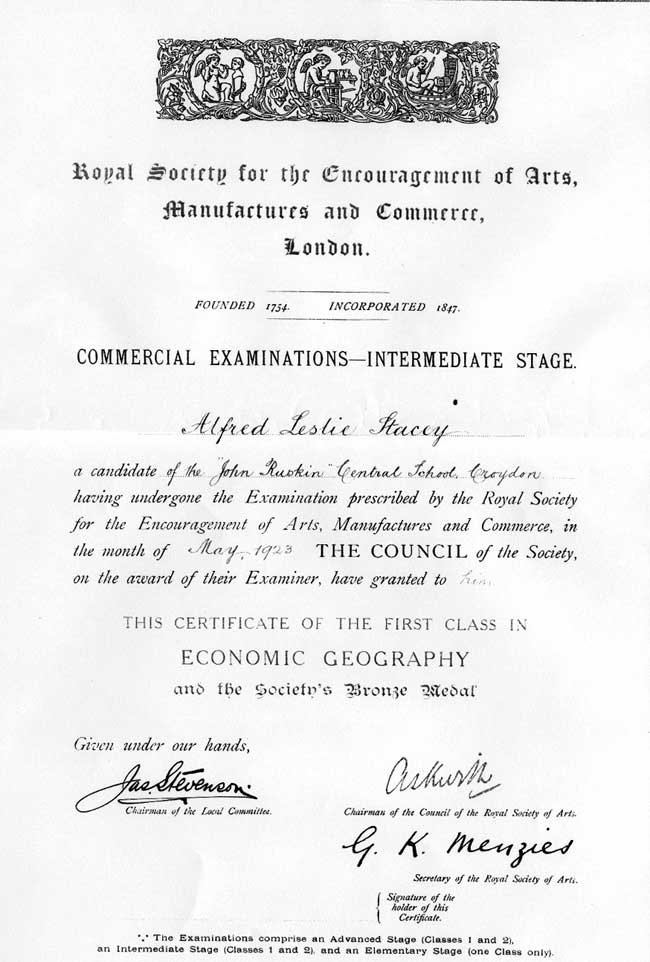 Royal Society for the Encouragement of Arts,
Manufactures and Commerce,
London.
FOUNDED 1754. INCORPORATED 1847.
COMMERCIAL EXAMINATIONS—INTERMEDIATE STAGE.
Alfred Leslie Stacey
a candidate of the "John Ruskin" Central School, Croydon
having undergone the Examination prescribed by the Royal Society
for the Encouragement of Arts, Manufactures and Commerce, in
the month of May, 1923 THE COUNCIL of the Society,
on the award of their Examiner, have granted to him
THIS CERTIFICATE OF THE FIRST CLASS IN
ECONOMIC GEOGRAPHY
and the Society's Bronze Medal
Given under our hands,
Jas. Stevenson.
Chairman of the Local Committee.
Askwith
Chairman of the Council of the Royal Society of Arts.
G. K. Menzies
Secretary of the Royal Society of Arts.
Signature of the
holder of this
Certificate.
*** The Examinations comprise an Advanced Stage (Classes 1 and 2),
an Intermediate Stage (Classes 1 and 2), and an Elementary Stage (one Class only).